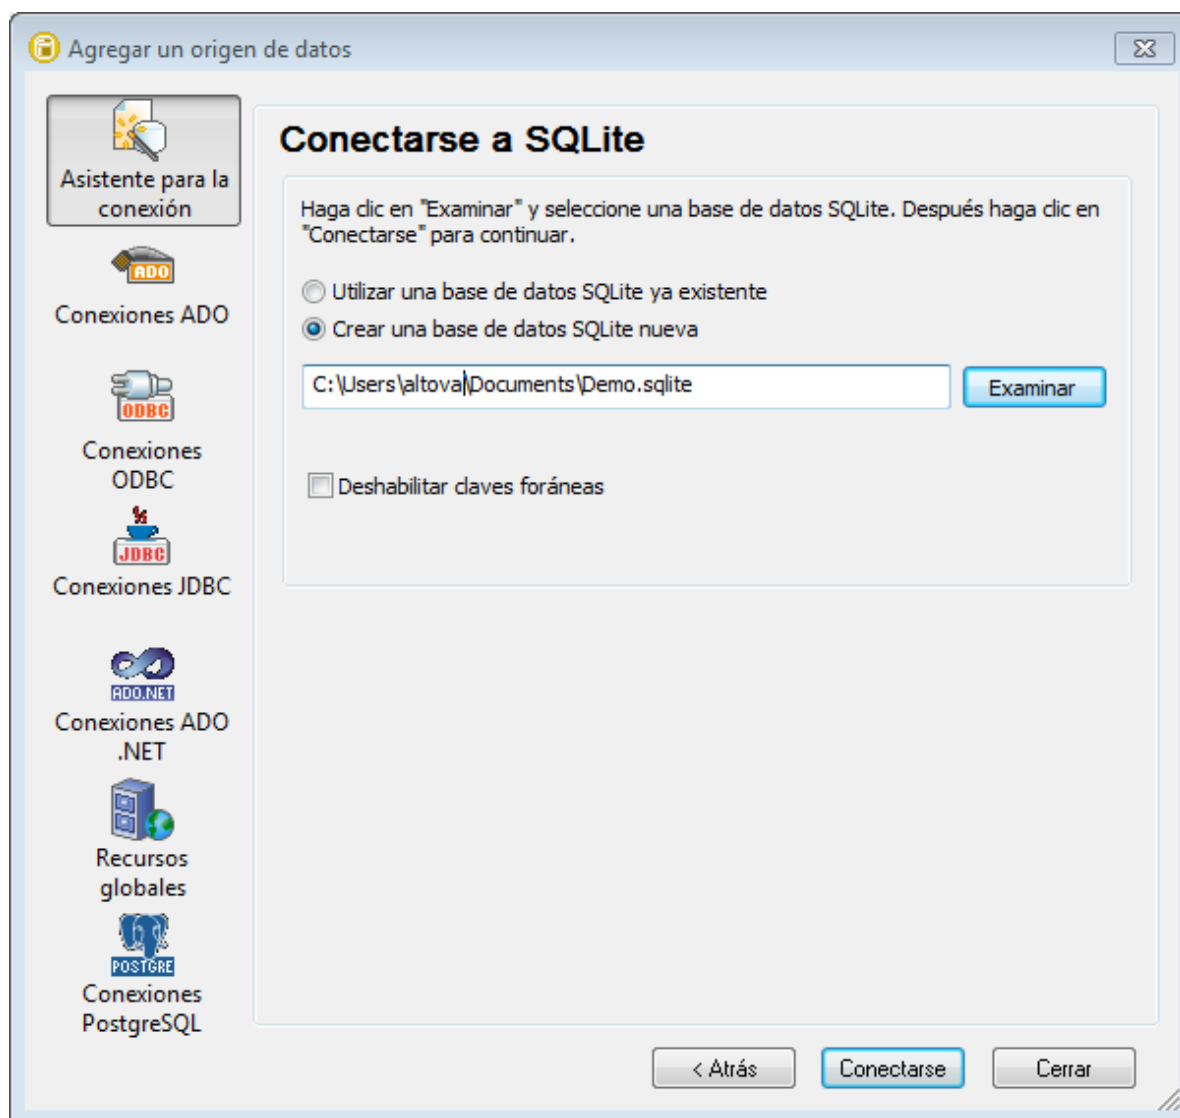 Agregar un origen de datos
Asistente para la
conexión
ADO
Conexiones ADO
ODBC
Conexiones
ODBC
JDBC
Conexiones JDBC
ADO.NET
Conexiones ADO
.NET
Recursos
globales
POSTGRE
Conexiones
PostgreSQL
Conectarse a SQLite
Haga clic en "Examinar" y seleccione una base de datos SQLite. Después haga clic en
"Conectarse" para continuar.
Utilizar una base de datos SQLite ya existente
Crear una base de datos SQLite nueva
C:\Users\altova\Documents\Demo.sqlite
Examinar
Deshabilitar claves foráneas
< Atrás
Conectarse
Cerrar